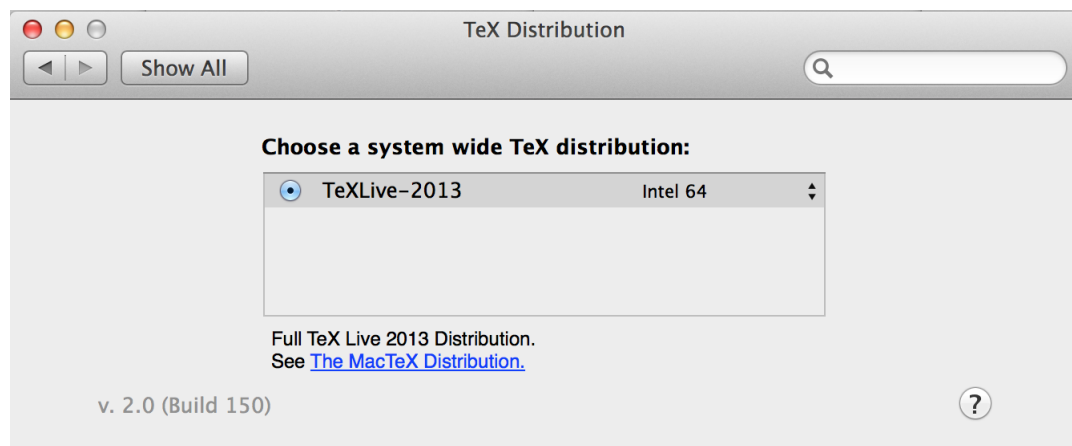 TeX Distribution
Show All
Choose a system wide TeX distribution:
TeXLive-2013 Intel 64
Full TeX Live 2013 Distribution.
See The MacTeX Distribution.
v. 2.0 (Build 150)
?